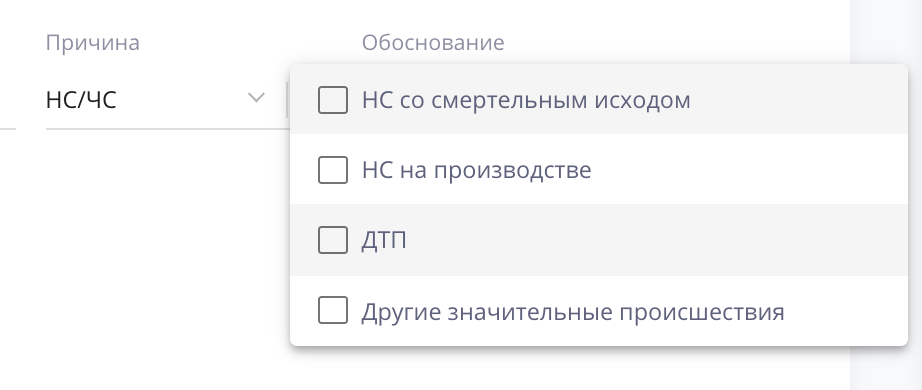 Причина
Обоснование
НС/ЧС
НС со смертельным исходом
НС на производстве
ДТП
Другие значительные происшествия